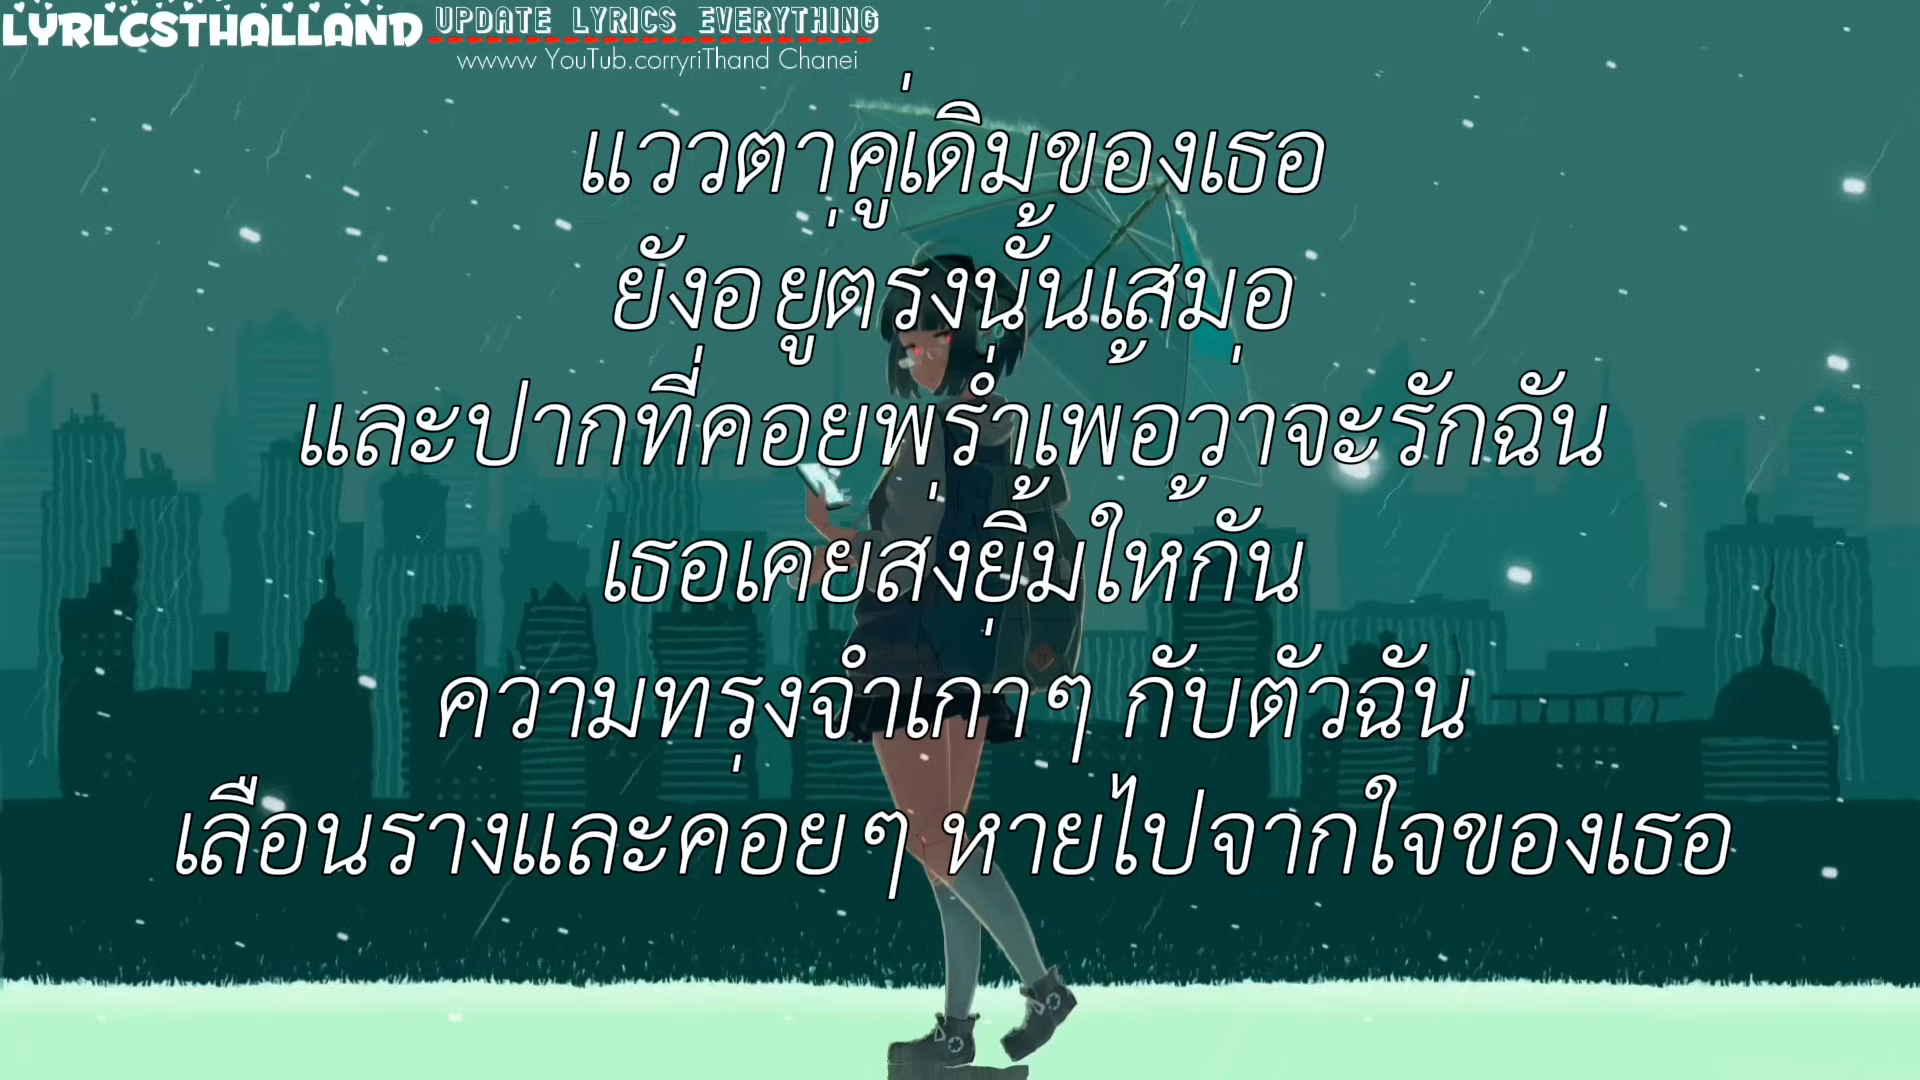 LYRLCSTHALLAND
UPDATE LYRICS EVERYTHING
wwww YouTub.corryriThand Chanei
แววตาคู่เดิมของเธอ
ยังอยู่ตรงนั้นเสมอ
และปากที่คอยพร่ำเพ้อว่าจะรักฉัน
เธอเคยส่งยิ้มให้กัน
ความทรงจำเก่าๆ กับตัวฉัน
เลือนรางและค่อยๆ หายไปจากใจของเธอ